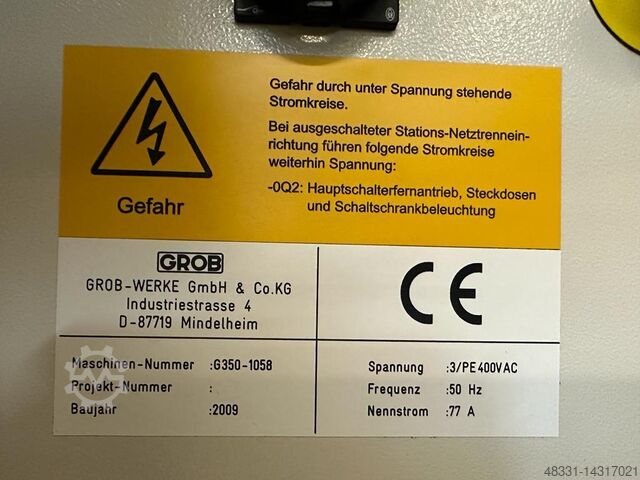 Gefahr durch unter Spannung stehende
Stromkreise.
Bei ausgeschalteter Stations-Netztrennein-
richtung führen folgende Stromkreise
weiterhin Spannung:
-0Q2: Hauptschalterfernantrieb, Steckdosen
und Schaltschrankbeleuchtung
Gefahr
GROB
GROB-WERKE GmbH & Co.KG
Industriestrasse 4
D-87719 Mindelheim
CE
Maschinen-Nummer :G350-1058
Projekt-Nummer :
Baujahr :2009
Spannung :3/PE400VAC
Frequenz :50 Hz
Nennstrom :77 A
48331-14317021